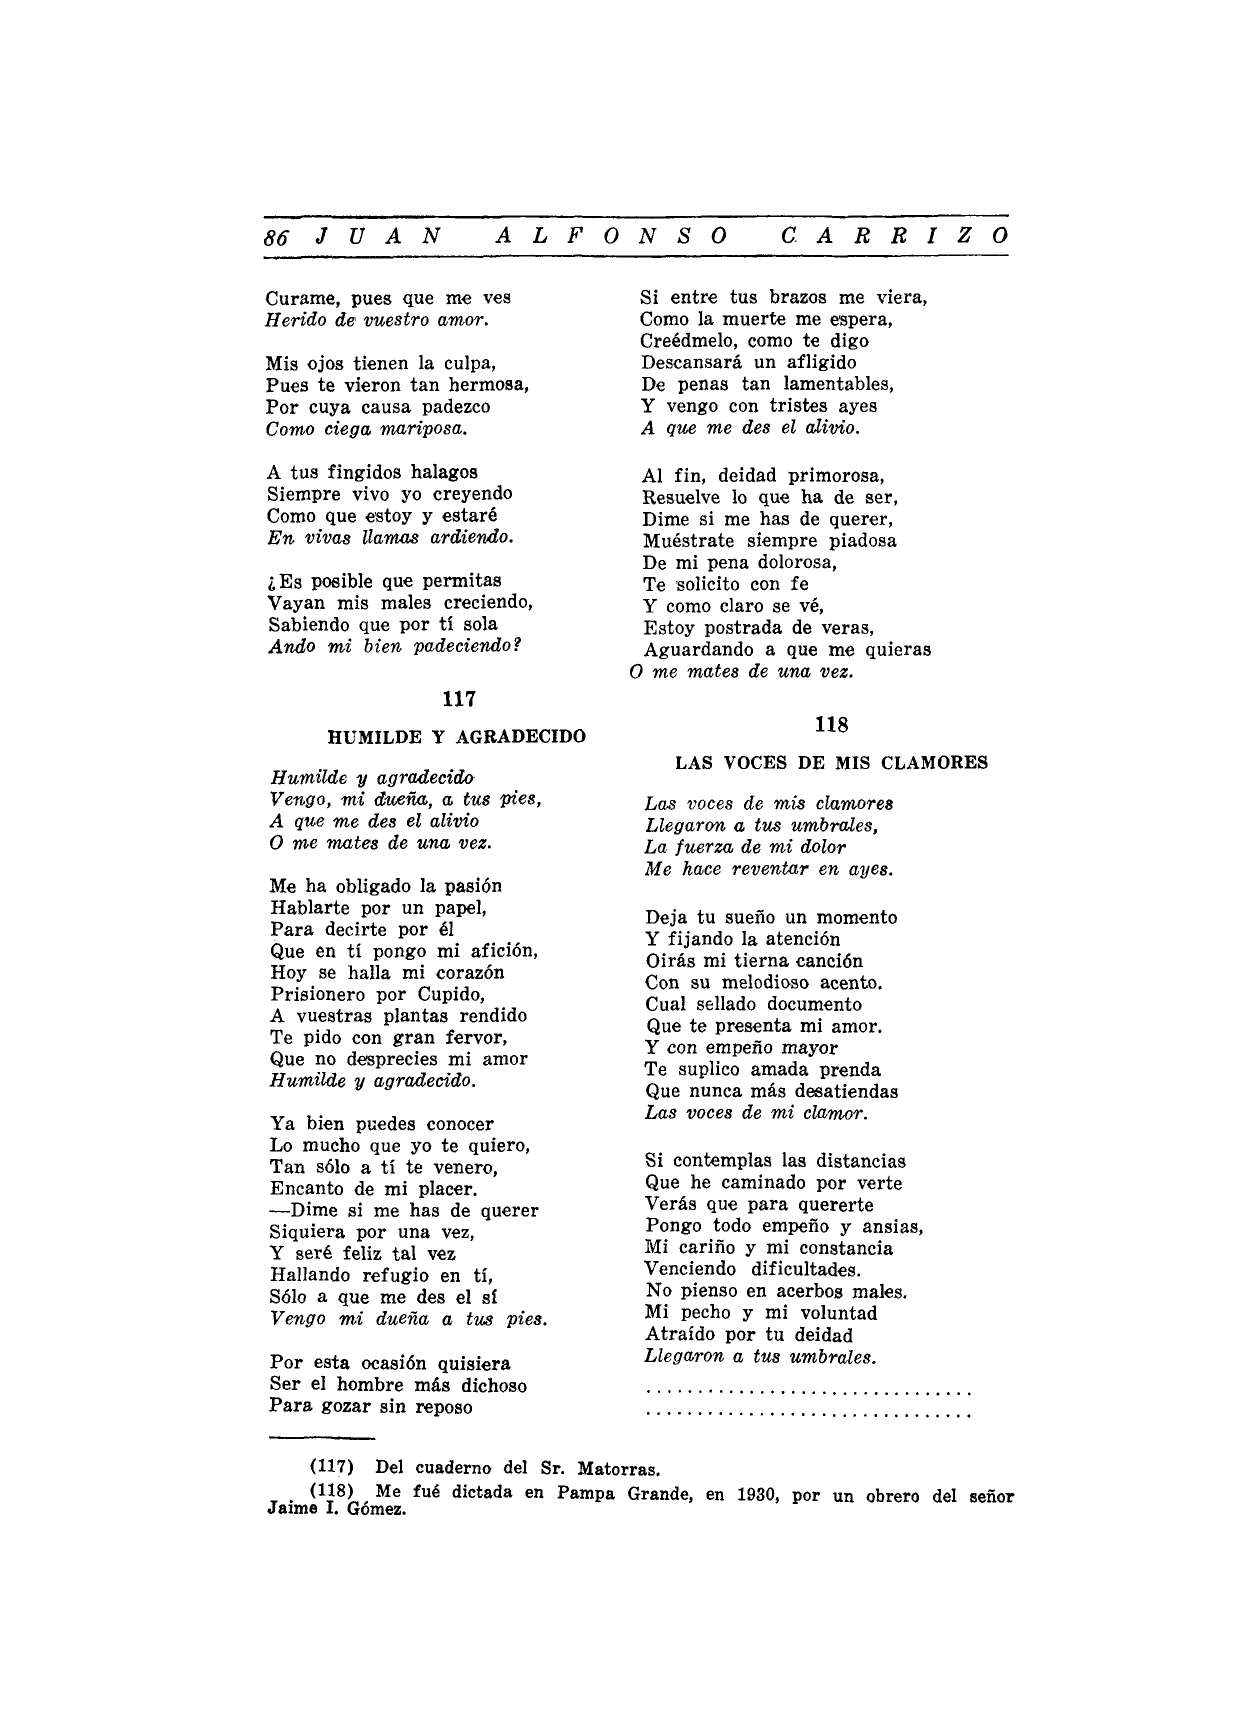 86 JUAN ALFONSO CARRIZO
Curame, pues que me ves
Herido de vuestro amor.
Mis ojos tienen la culpa,
Pues te vieron tan hermosa,
Por cuya causa padezco
Como ciega mariposa.
A tus fingidos halagos
Siempre vivo yo creyendo
Como que estoy y estaré
En vivas llamas ardiendo.
¿Es posible que permitas
Vayan mis males creciendo,
Sabiendo que por tí sola
Ando mi bien padeciendo?
117
HUMILDE Y AGRADECIDO
Humilde y agradecido
Vengo, mi dueña, a tus pies,
A que me des el alivio
O me mates de una vez.
Me ha obligado la pasión
Hablarte por un papel,
Para decirte por él
Que en tí pongo mi afición,
Hoy se halla mi corazón
Prisionero por Cupido,
A vuestras plantas rendido
Te pido con gran fervor,
Que no desprecies mi amor
Humilde y agradecido.
Ya bien puedes conocer
Lo mucho que yo te quiero,
Tan sólo a tí te venero,
Encanto de mi placer.
—Dime si me has de querer
Siquiera por una vez,
Y seré feliz tal vez
Hallando refugio en tí,
Sólo a que me des el sí
Vengo mi dueña a tus pies.
Por esta ocasión quisiera
Ser el hombre más dichoso
Para gozar sin reposo
Si entre tus brazos me viera,
Como la muerte me espera,
Creédmelo, como te digo
Descansará un afligido
De penas tan lamentables,
Y vengo con tristes ayes
A que me des el alivio.
Al fin, deidad primorosa,
Resuelve lo que ha de ser,
Dime si me has de querer,
Muéstrate siempre piadosa
De mi pena dolorosa,
Te solicito con fe
Y como claro se vé,
Estoy postrada de veras,
Aguardando a que me quieras
O me mates de una vez.
118
LAS VOCES DE MIS CLAMORES
Las voces de mis clamores
Llegaron a tus umbrales,
La fuerza de mi dolor
Me hace reventar en ayes.
Deja tu sueño un momento
Y fijando la atención
Oirás mi tierna canción
Con su melodioso acento.
Cual sellado documento
Que te presenta mi amor.
Y con empeño mayor
Te suplico amada prenda
Que nunca más desatiendas
Las voces de mi clamor.
Si contemplas las distancias
Que he caminado por verte
Verás que para quererte
Pongo todo empeño y ansias,
Mi cariño y mi constancia
Venciendo dificultades.
No pienso en acerbos males.
Mi pecho y mi voluntad
Atraído por tu deidad
Llegaron a tus umbrales.
................................
................................
(117) Del cuaderno del Sr. Matorras.
(118) Me fué dictada en Pampa Grande, en 1930, por un obrero del señor
Jaime I. Gómez.